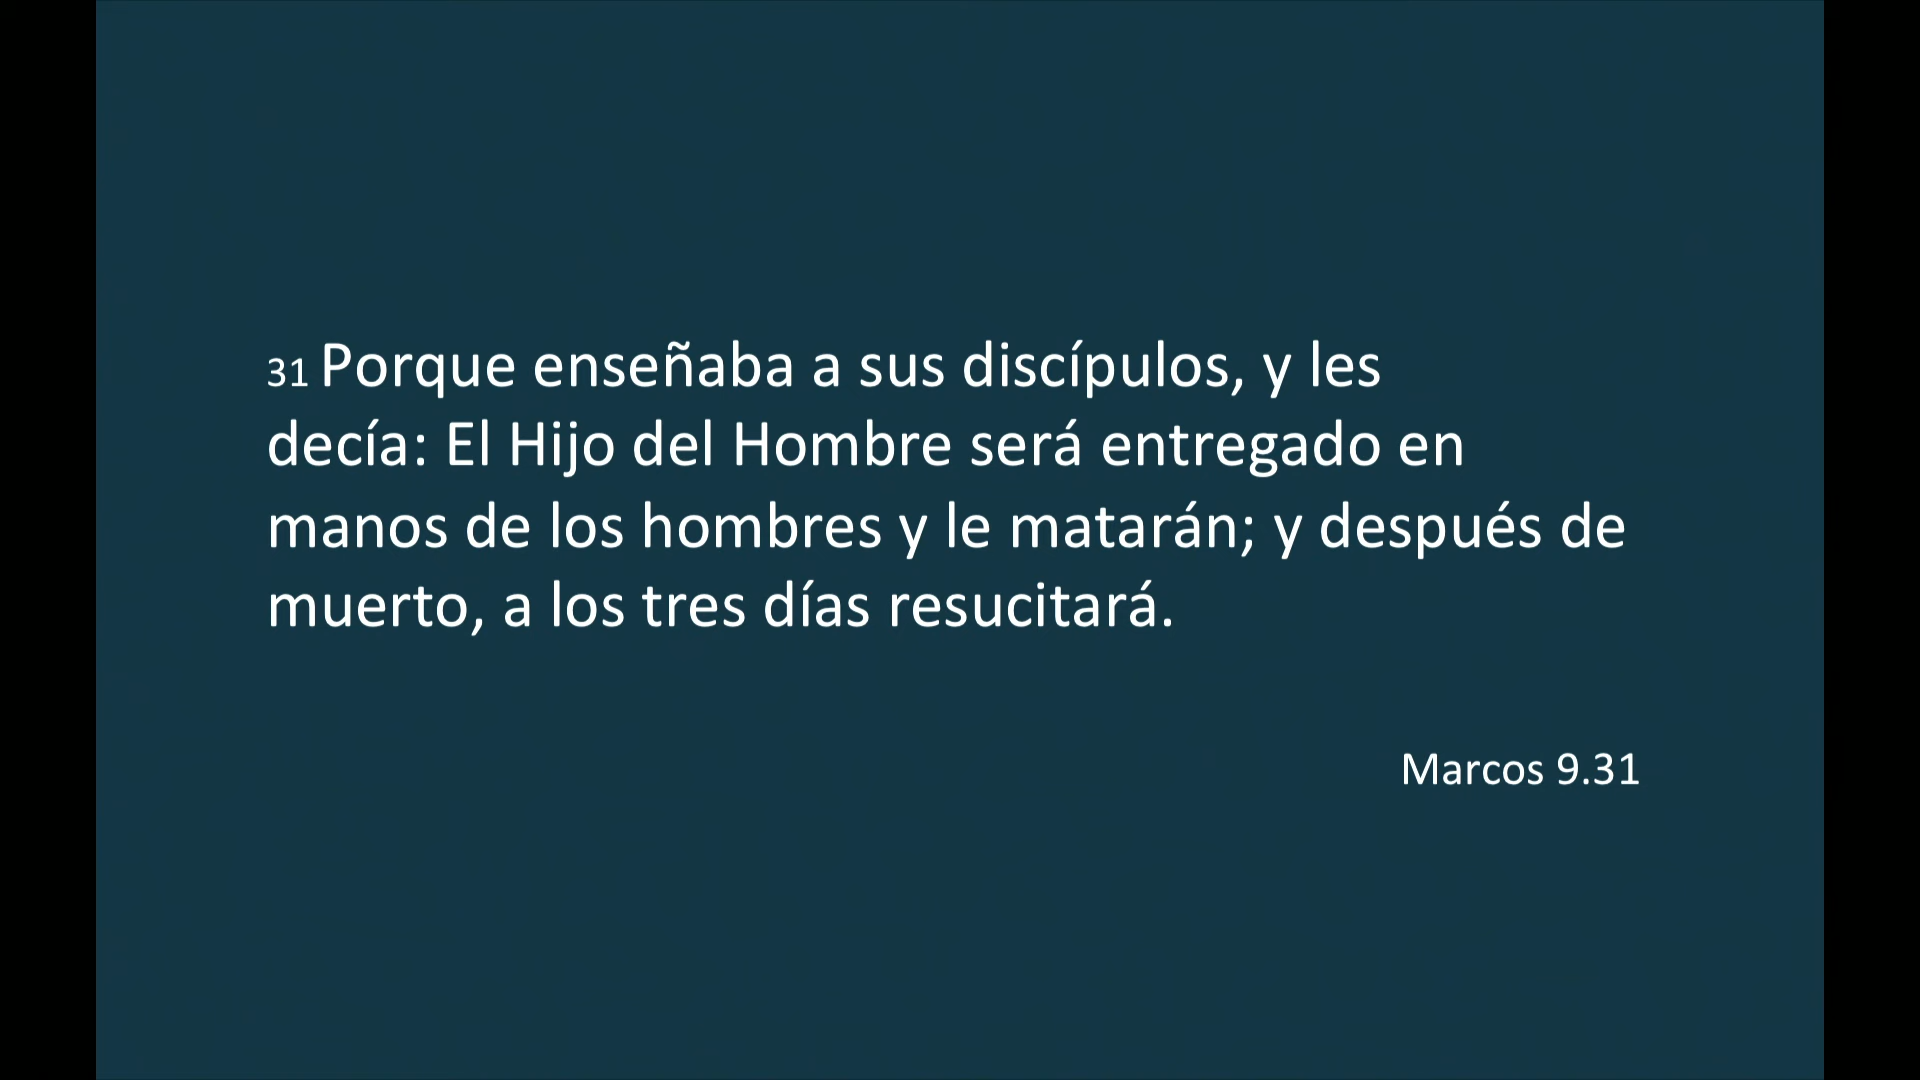 31 Porque enseñaba a sus discípulos, y les
decía: El Hijo del Hombre será entregado en
manos de los hombres y le matarán; y después de
muerto, a los tres días resucitará.
Marcos 9.31